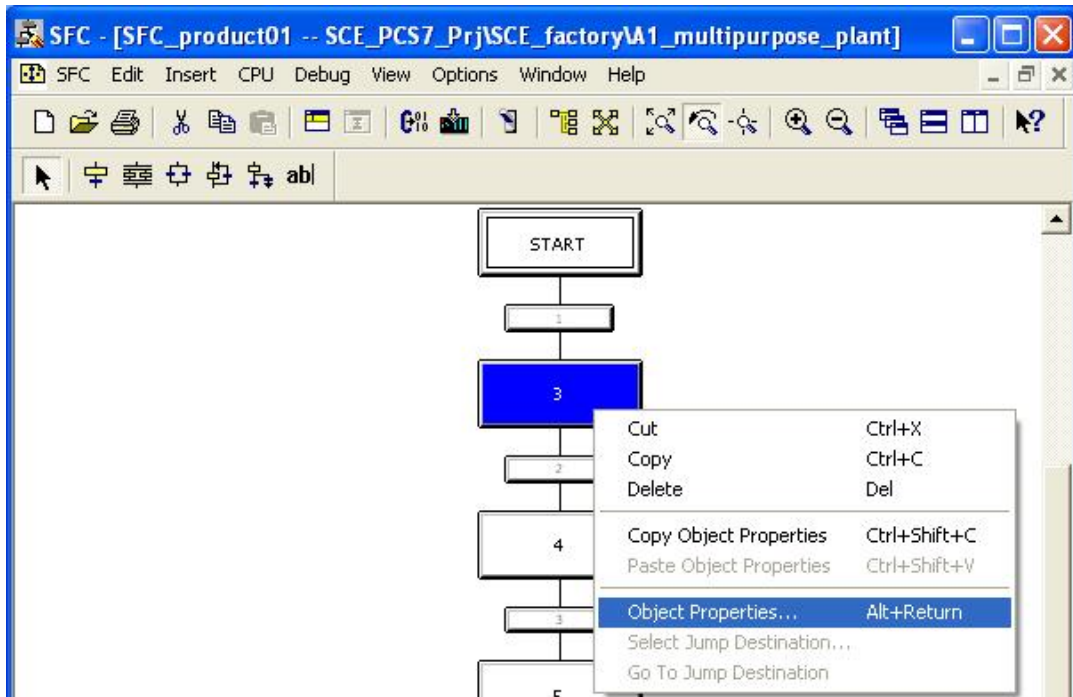 SFC - [SFC_product01 -- SCE_PCS7_Prj\SCE_factory\A1_multipurpose_plant]
SFC Edit Insert CPU Debug View Options Window Help
ab|
START
1
3
Cut Ctrl+X
Copy Ctrl+C
2
Delete Del
Copy Object Properties Ctrl+Shift+C
4
Paste Object Properties Ctrl+Shift+V
Object Properties... Alt+Return
3
Select Jump Destination...
Go To Jump Destination
5